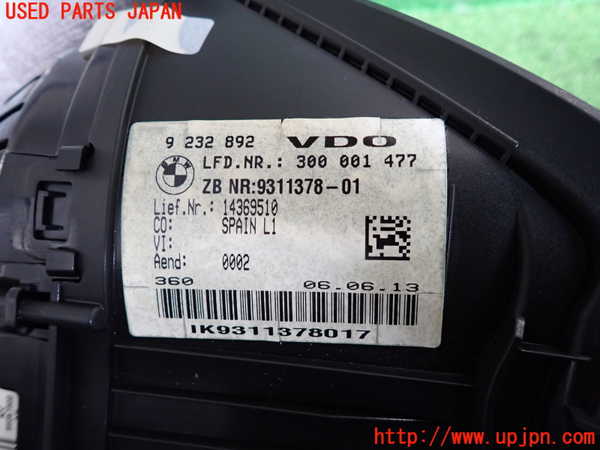 USED PARTS JAPAN
9 232 892 VDO
BMW
LFD.NR.: 300 001 477
ZB NR:9311378-01
Lief.Nr.: 14369510
CO: SPAIN L1
VI:
Aend: 0002
360 06.06.13
IK9311378017
http://www.upjpn.com